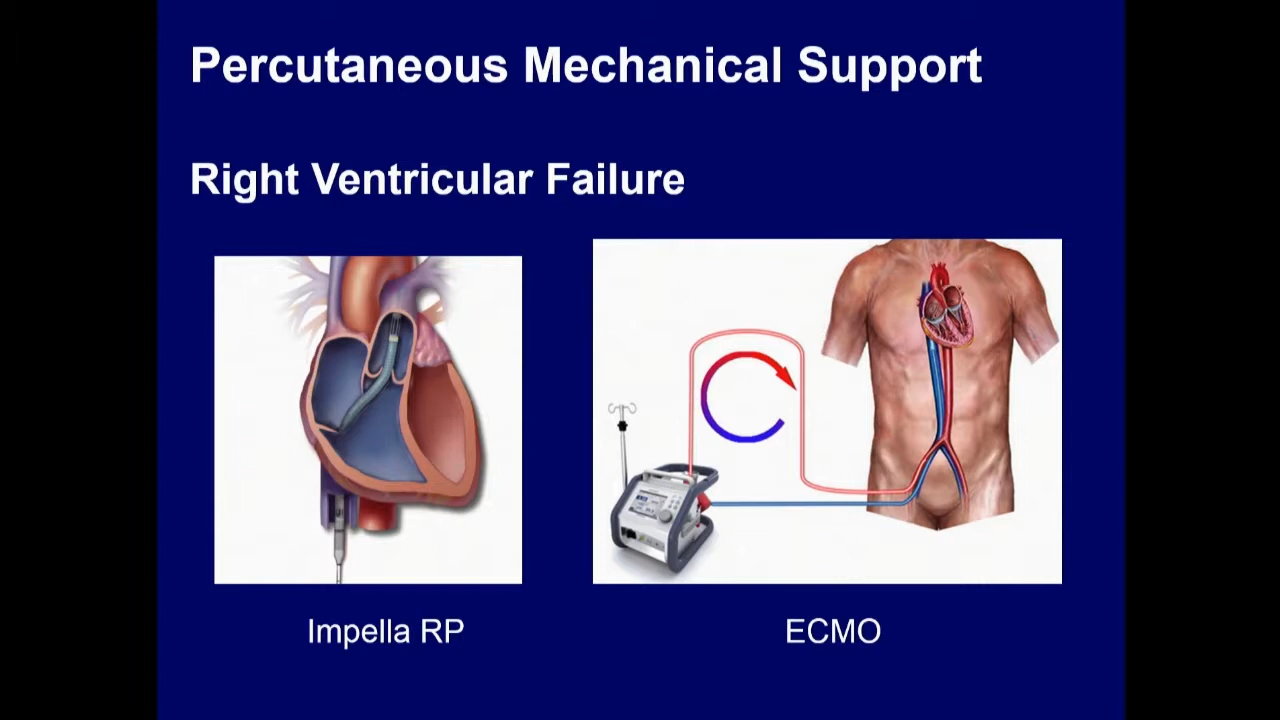 Percutaneous Mechanical Support
Right Ventricular Failure
Impella RP
ECMO